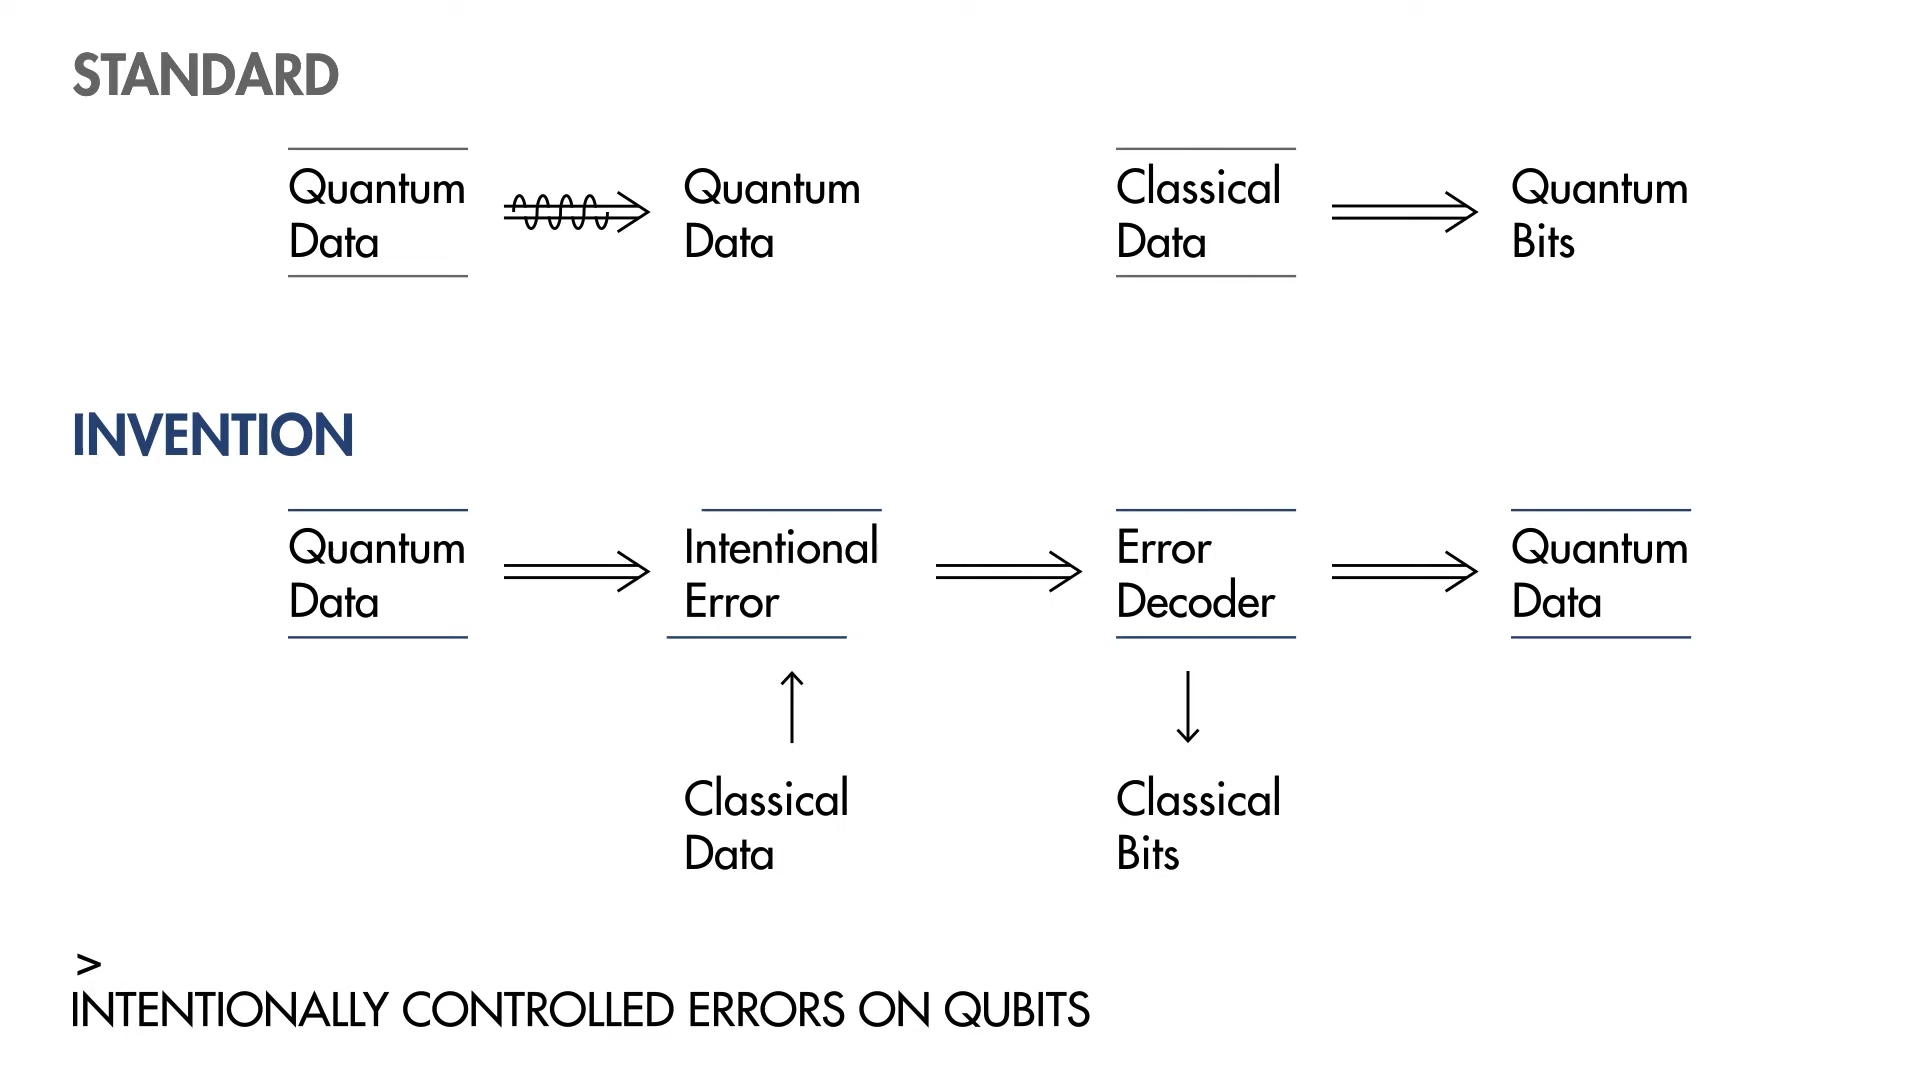 STANDARD
Quantum
Data
Quantum
Data
Classical
Data
Quantum
Bits
INVENTION
Quantum
Data
Intentional
Error
Error
Decoder
Quantum
Data
Classical
Data
Classical
Bits
>
INTENTIONALLY CONTROLLED ERRORS ON QUBITS